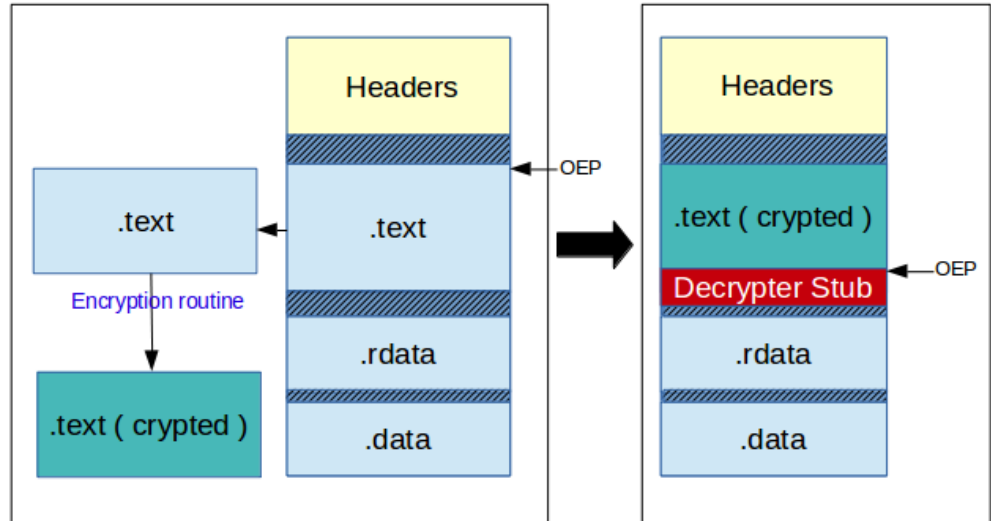 Headers
OEP
.text
.text
Encryption routine
.text ( crypted )
.rdata
.data
Headers
.text ( crypted )
OEP
Decrypter Stub
.rdata
.data